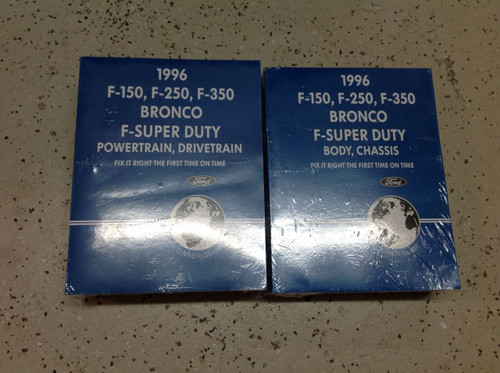 1996
F-150, F-250, F-350
BRONCO
F-SUPER DUTY
POWERTRAIN, DRIVETRAIN
FIX IT RIGHT THE FIRST TIME ON TIME
Ford
1996
F-150, F-250, F-350
BRONCO
F-SUPER DUTY
BODY, CHASSIS
FIX IT RIGHT THE FIRST TIME ON TIME
Ford